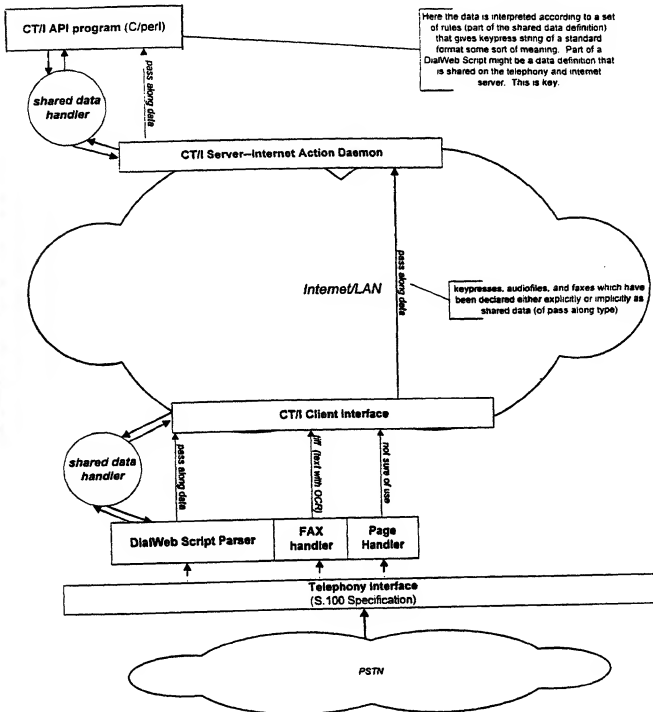 CT/I API program (C/perl)
Here the data is interpreted according to a set
of rules (part of the shared data definition)
that gives keypress string of a standard
format some sort of meaning. Part of a
DialWeb Script might be a data definition that
is shared on the telephony and internet
server. This is key.
shared data
handler
pass along data
CT/I Server--Internet Action Daemon
Internet/LAN
pass along data
keypresses, audiofiles, and faxes which have
been declared either explicitly or implicitly as
shared data (of pass along type)
CT/I Client Interface
shared data
handler
pass along data
tiff (text with OCR)
not sure of use
DialWeb Script Parser
FAX
handler
Page
Handler
Telephony Interface
(S.100 Specification)
PSTN